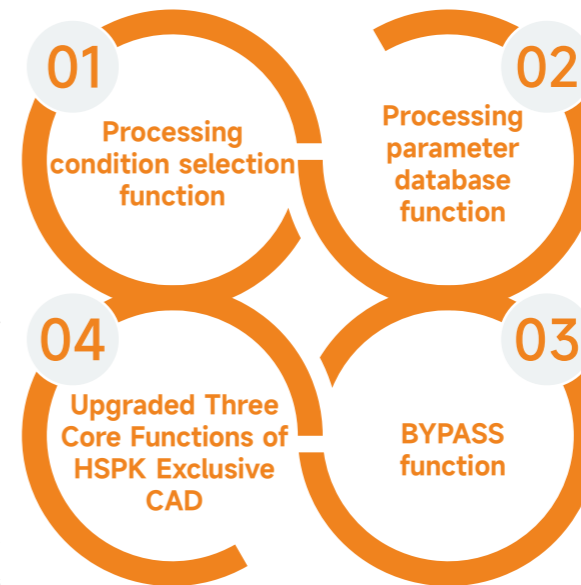 01
Processing
condition selection
function
02
Processing
parameter
database
function
03
BYPASS
function
04
Upgraded Three
Core Functions of
HSPK Exclusive
CAD